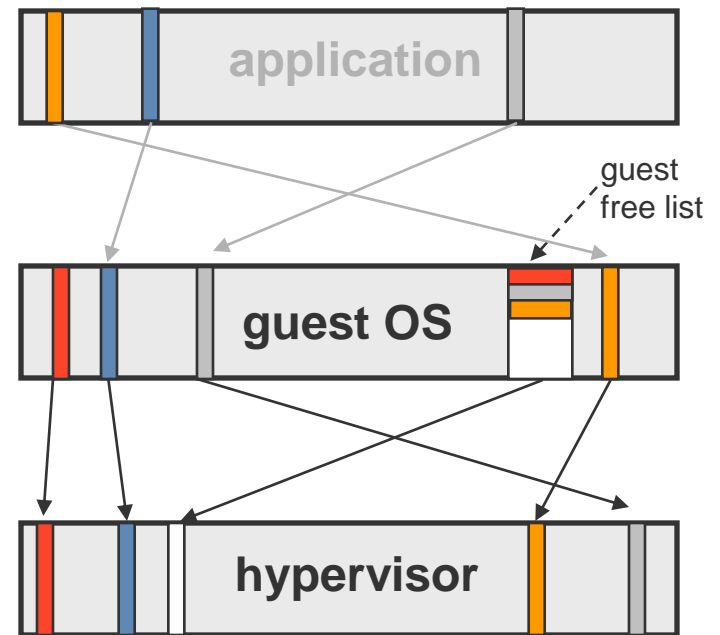 application
guest
free list
guest OS
hypervisor